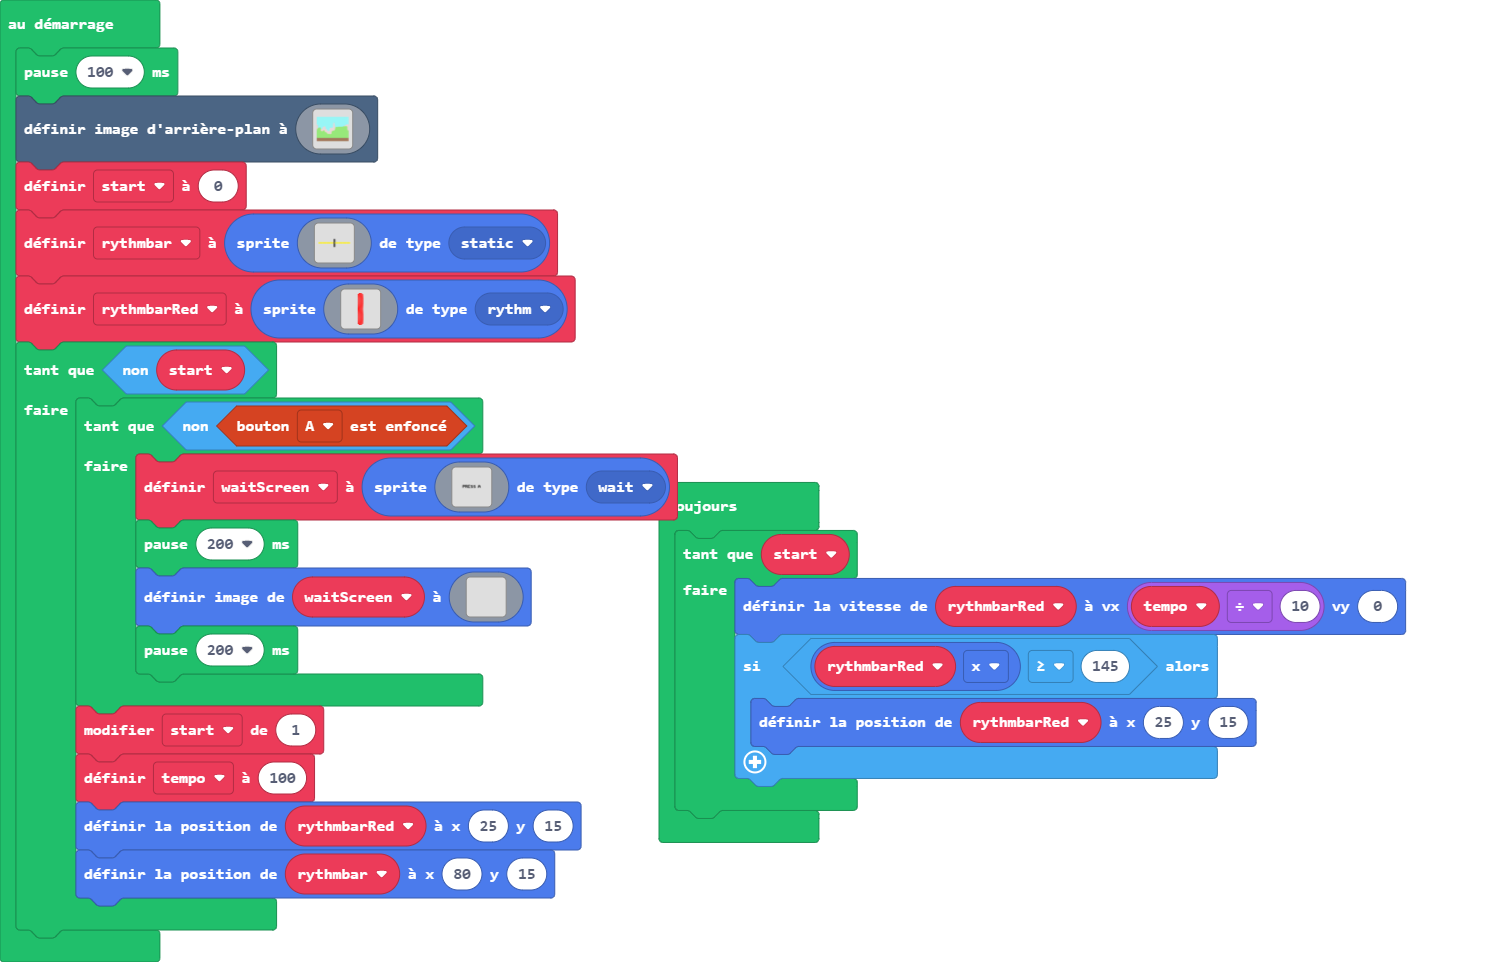 au démarrage
pause 100 ms
définir image d'arrière-plan à
définir start à 0
définir rythmbar à sprite de type static
définir rythmbarRed à sprite de type rythm
tant que non start
faire
tant que non bouton A est enfoncé
faire
définir waitScreen à sprite PRESS A de type wait
pause 200 ms
définir image de waitScreen à
pause 200 ms
modifier start de 1
définir tempo à 100
définir la position de rythmbarRed à x 25 y 15
définir la position de rythmbar à x 80 y 15
oujours
tant que start
faire
définir la vitesse de rythmbarRed à vx tempo ÷ 10 vy 0
si rythmbarRed x ≥ 145 alors
définir la position de rythmbarRed à x 25 y 15